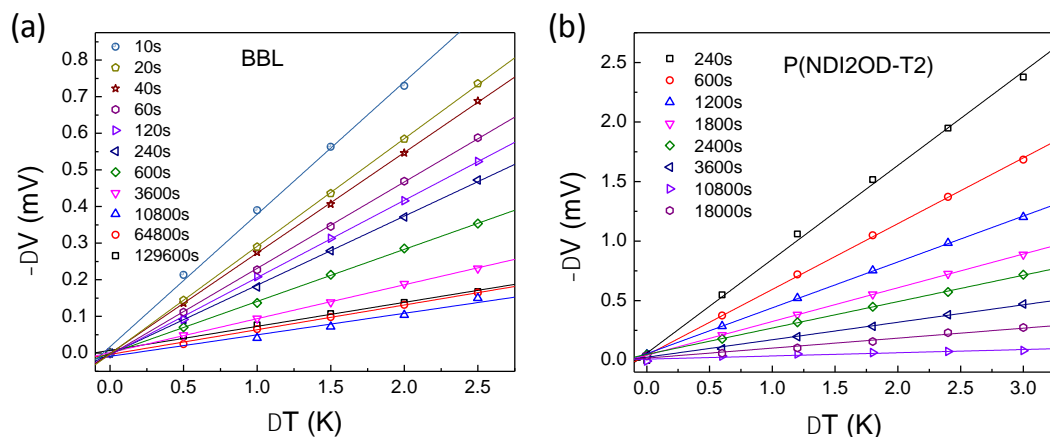 (a)
BBL
10s
20s
40s
60s
120s
240s
600s
3600s
10800s
64800s
129600s
0.8
0.7
0.6
0.5
0.4
0.3
0.2
0.1
0.0
-DV (mV)
0.0 0.5 1.0 1.5 2.0 2.5
DT (K)
(b)
P(NDI2OD-T2)
240s
600s
1200s
1800s
2400s
3600s
10800s
18000s
2.5
2.0
1.5
1.0
0.5
0.0
-DV (mV)
0.0 0.5 1.0 1.5 2.0 2.5 3.0
DT (K)